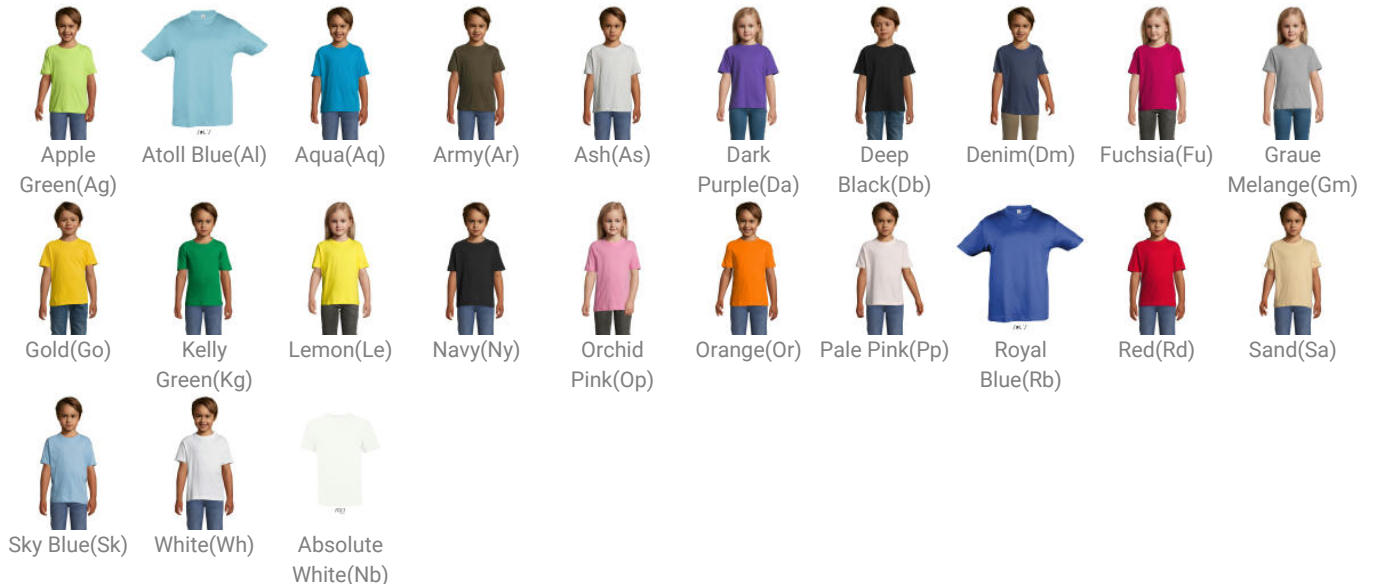 Apple
Green(Ag)
Atoll Blue(Al)
Aqua(Aq)
Army(Ar)
Ash(As)
Dark
Purple(Da)
Deep
Black(Db)
Denim(Dm)
Fuchsia(Fu)
Graue
Melange(Gm)
Gold(Go)
Kelly
Green(Kg)
Lemon(Le)
Navy(Ny)
Orchid
Pink(Op)
Orange(Or)
Pale Pink(Pp)
Royal
Blue(Rb)
Red(Rd)
Sand(Sa)
Sky Blue(Sk)
White(Wh)
Absolute
White(Nb)